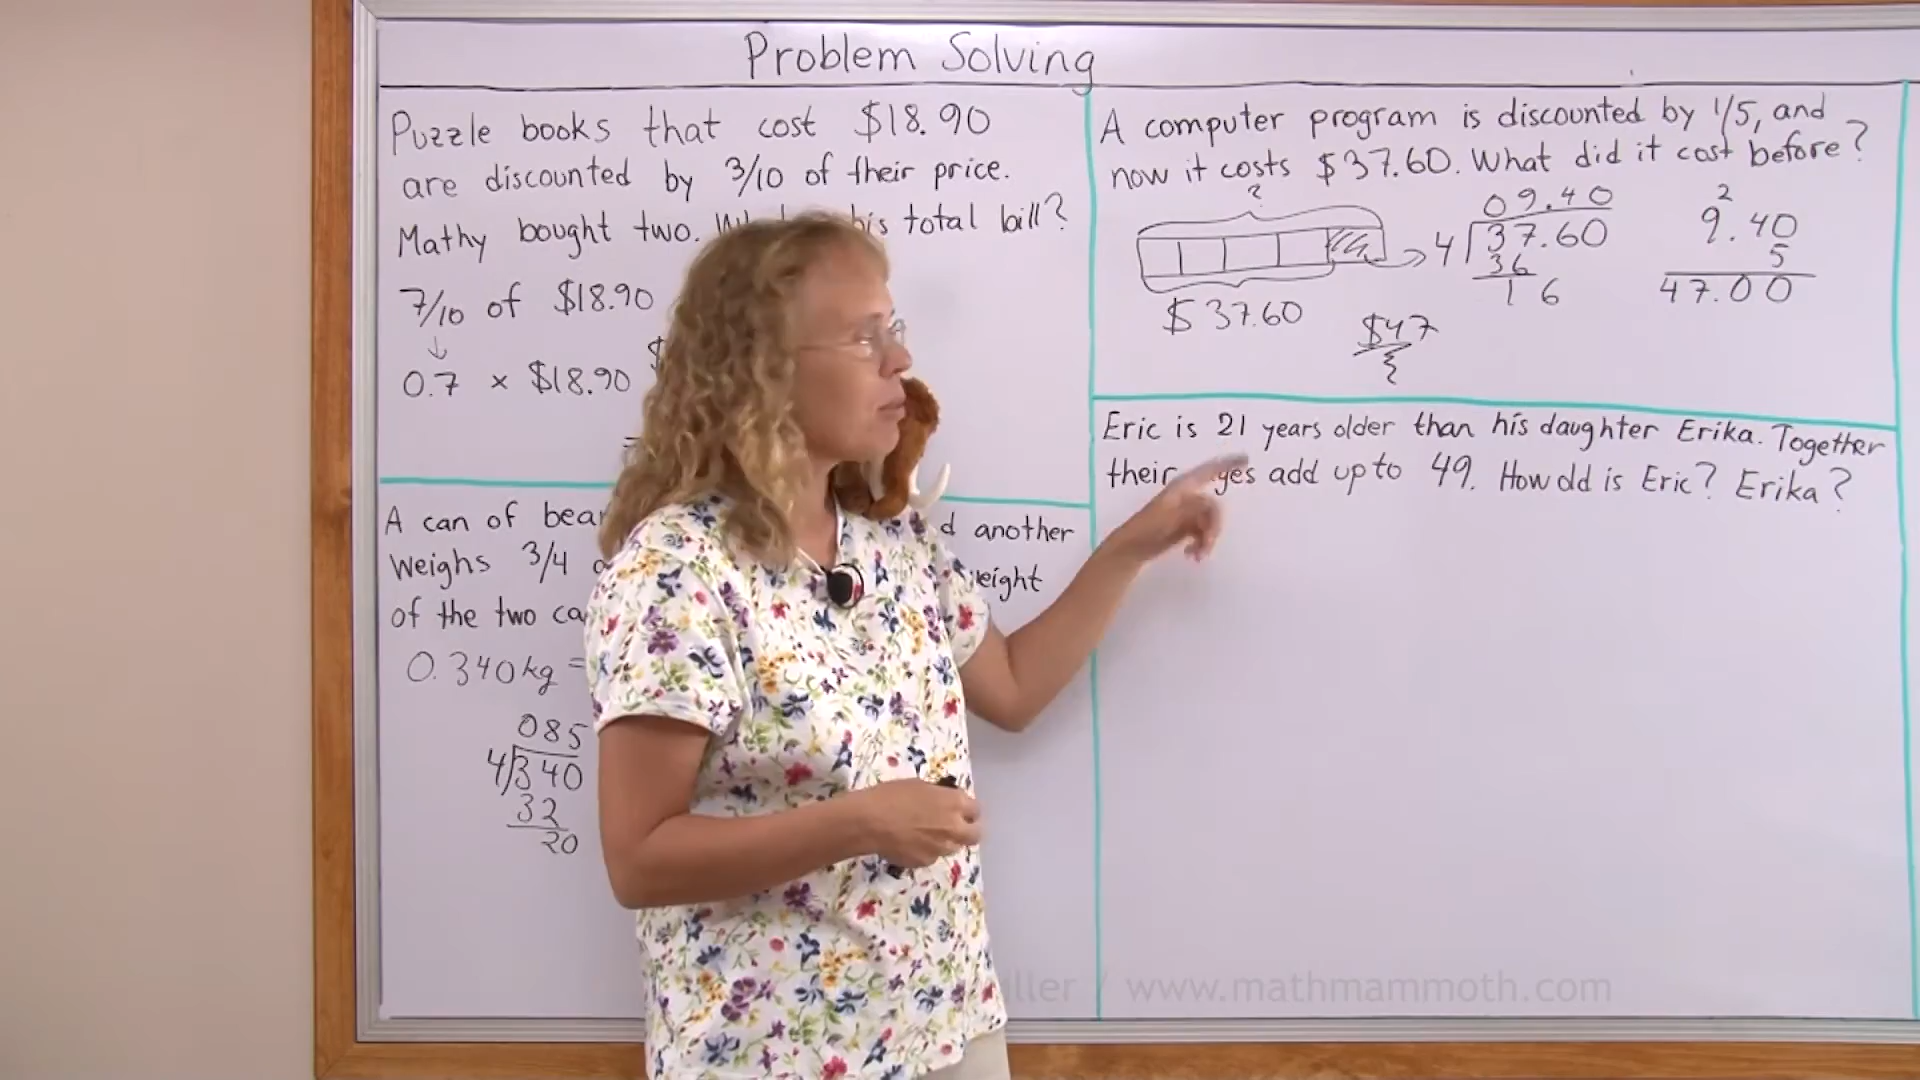 Problem Solving
Puzzle books that cost $18.90
are discounted by 3/10 of their price.
Mathy bought two. his total bill?
7/10 of $18.90
0.7 × $18.90 $
=
A can of another
weighs 3/4 weight
of the two
0.340 kg =
085
4 340
32
20
A computer program is discounted by 1/5, and
now it costs $37.60. What did it cost before?
?
$37.60
09.40
4 37.60
36
1 6
$47
2
9.40
5
47.00
Eric is 21 years older than his daughter Erika. Together
their ages add up to 49. How old is Eric? Erika?
ller / www.mathmammoth.com